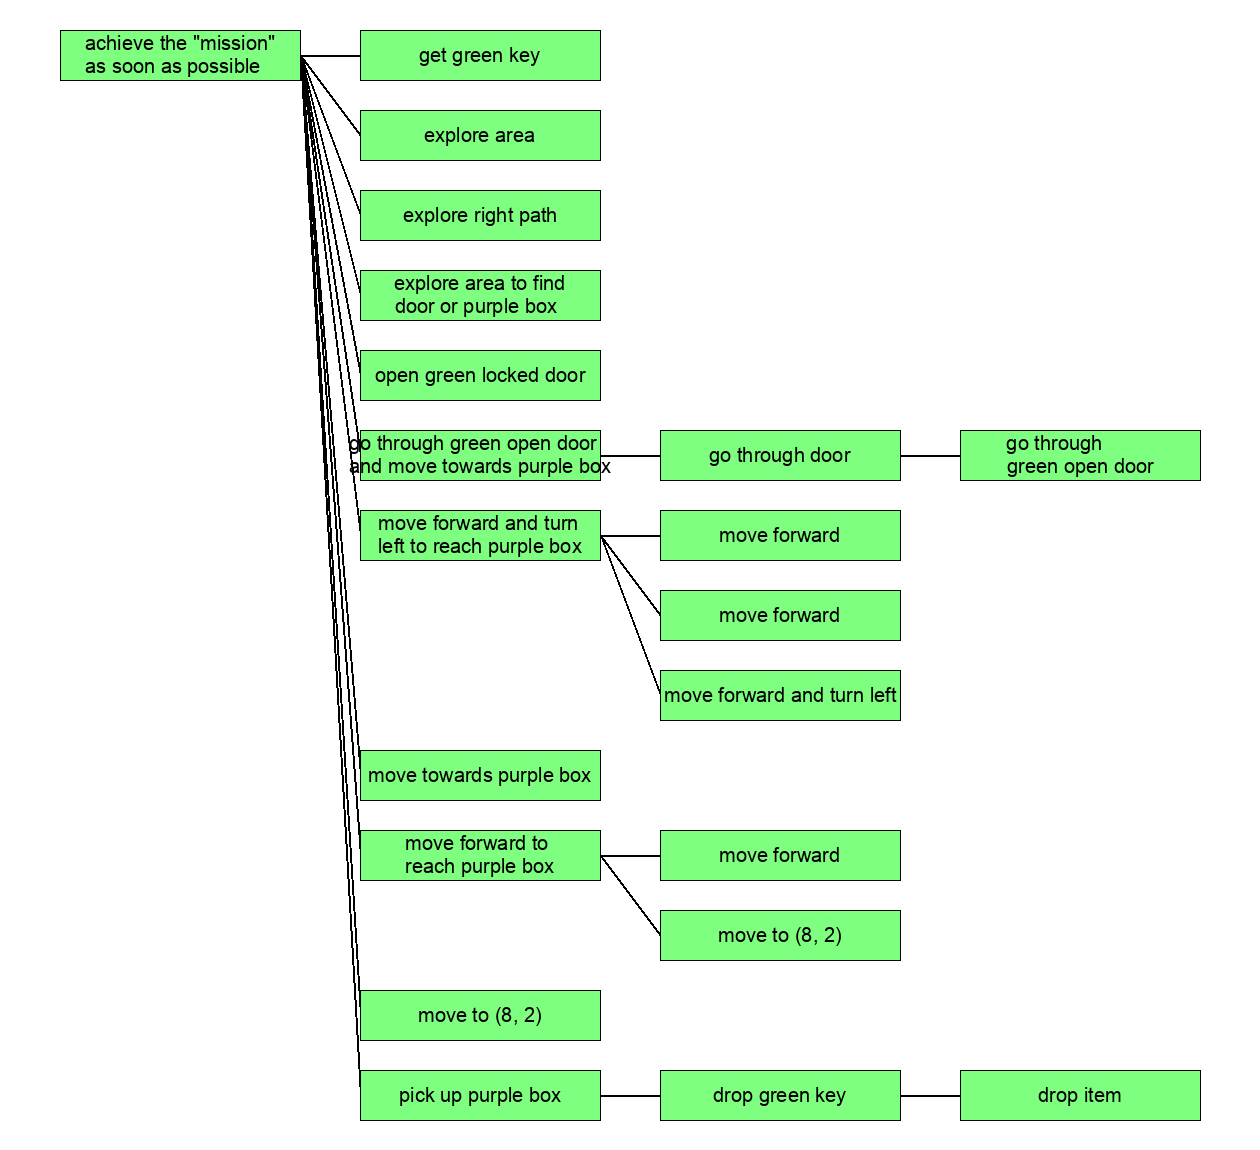 achieve the "mission"
as soon as possible
get green key
explore area
explore right path
explore area to find
door or purple box
open green locked door
go through green open door
and move towards purple box
go through door
go through
green open door
move forward and turn
left to reach purple box
move forward
move forward
move forward and turn left
move towards purple box
move forward to
reach purple box
move forward
move to (8, 2)
move to (8, 2)
pick up purple box
drop green key
drop item